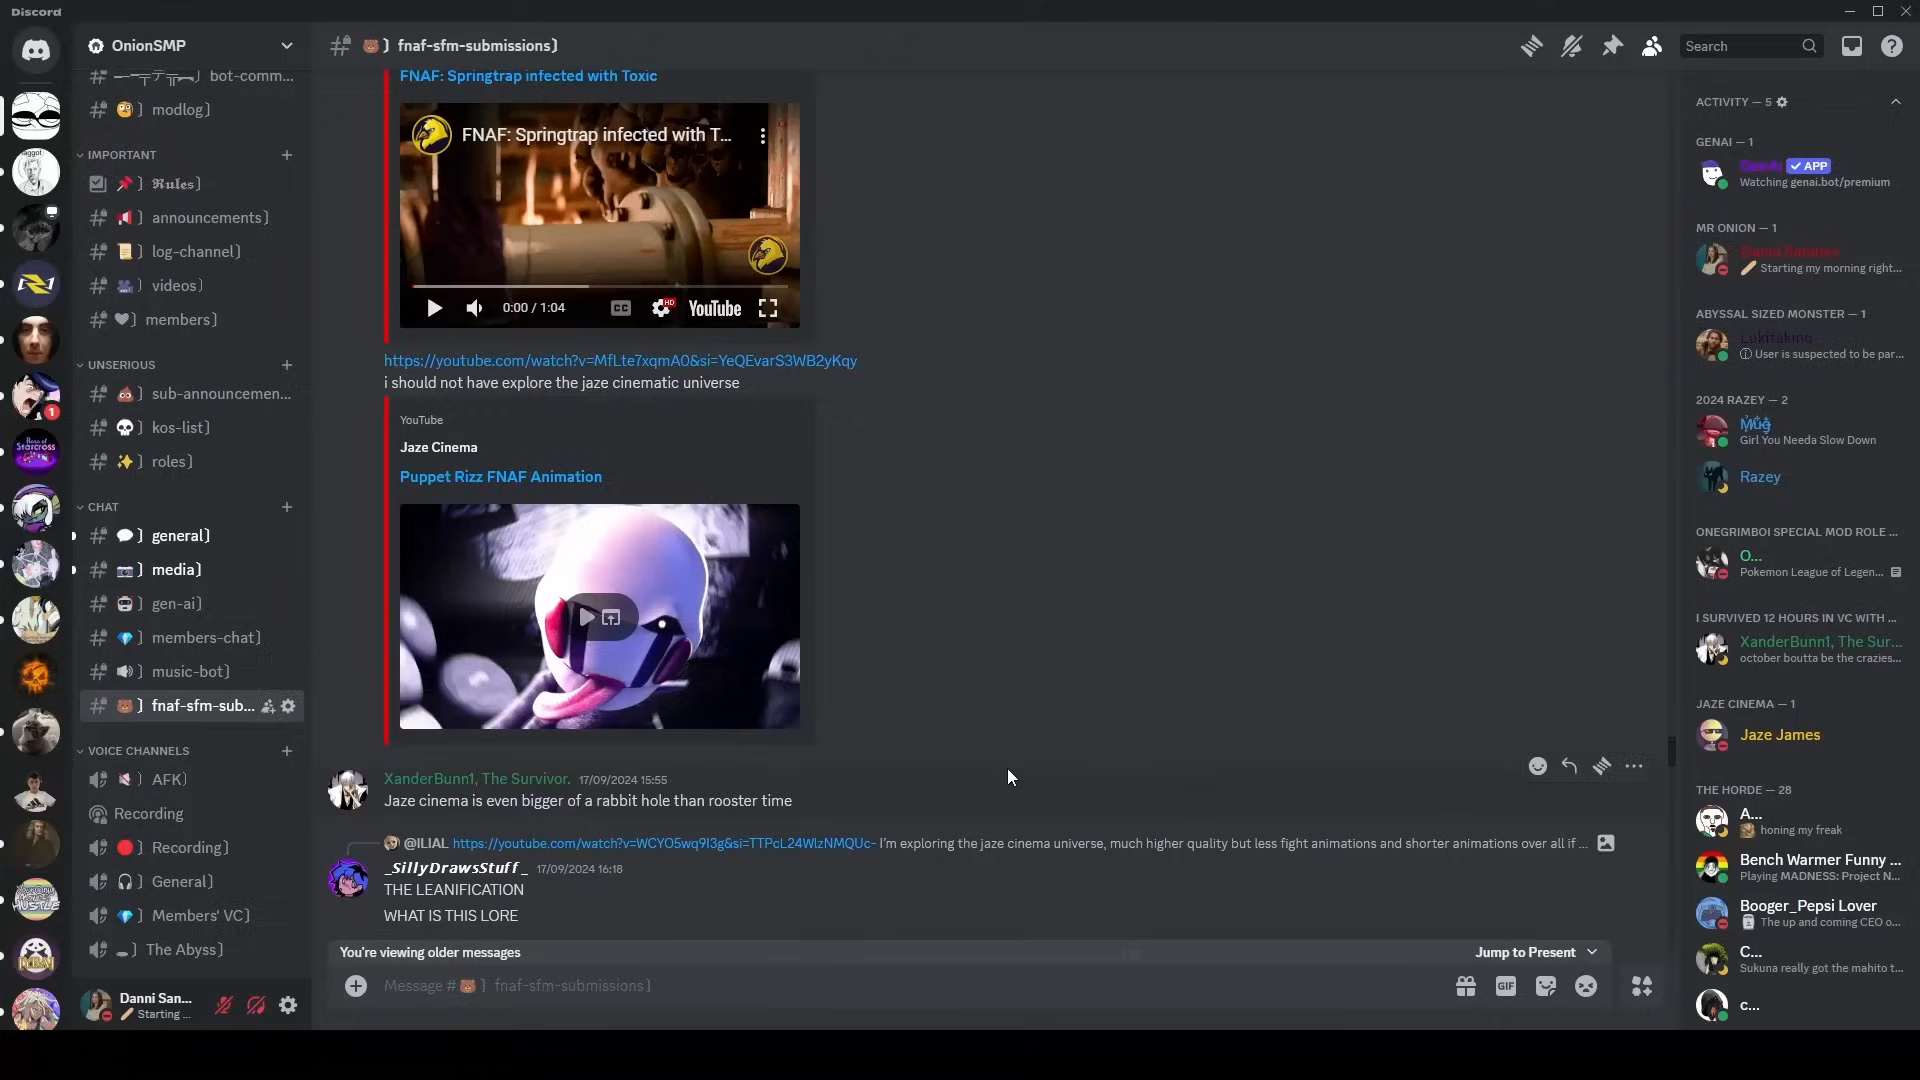 Discord
OnionSMP
bot-comm...
modlog
IMPORTANT
Rules
announcements
log-channel
videos
members
UNSERIOUS
sub-announcemen...
kos-list
roles
CHAT
general
media
gen-ai
members-chat
music-bot
fnaf-sfm-sub...
VOICE CHANNELS
AFK
Recording
Recording
General
Members' VC
The Abyss
Danni San...
Starting ...
fnaf-sfm-submissions
Search
FNAF: Springtrap infected with Toxic
FNAF: Springtrap infected with T...
0:00 / 1:04
CC
HD
YouTube
https://youtube.com/watch?v=MfLte7xqmA0&si=YeQEvarS3WB2yKqy
i should not have explore the jaze cinematic universe
YouTube
Jaze Cinema
Puppet Rizz FNAF Animation
XanderBunn1, The Survivor. 17/09/2024 15:55
Jaze cinema is even bigger of a rabbit hole than rooster time
@ILIAL https://youtube.com/watch?v=WCYO5wq9I3g&si=TTPcL24WlzNMQUc- I'm exploring the jaze cinema universe, much higher quality but less fight animations and shorter animations over all if ...
_SillyDrawsStuff_ 17/09/2024 16:18
THE LEANIFICATION
WHAT IS THIS LORE
You're viewing older messages
Jump to Present
Message # fnaf-sfm-submissions
GIF
ACTIVITY — 5
GENAI — 1
GenAi APP
Watching genai.bot/premium
MR ONION — 1
Danni Sanders
Starting my morning right...
ABYSSAL SIZED MONSTER — 1
Lukitakino
User is suspected to be par...
2024 RAZEY — 2
Mug
Girl You Needa Slow Down
Razey
ONEGRIMBOI SPECIAL MOD ROLE ...
O...
Pokemon League of Legen...
I SURVIVED 12 HOURS IN VC WITH ...
XanderBunn1, The Sur...
october boutta be the crazies...
JAZE CINEMA — 1
Jaze James
THE HORDE — 28
A...
honing my freak
Bench Warmer Funny ...
Playing MADNESS: Project N...
Booger_Pepsi Lover
The up and coming CEO o...
C...
Sukuna really got the mahito t...
c...